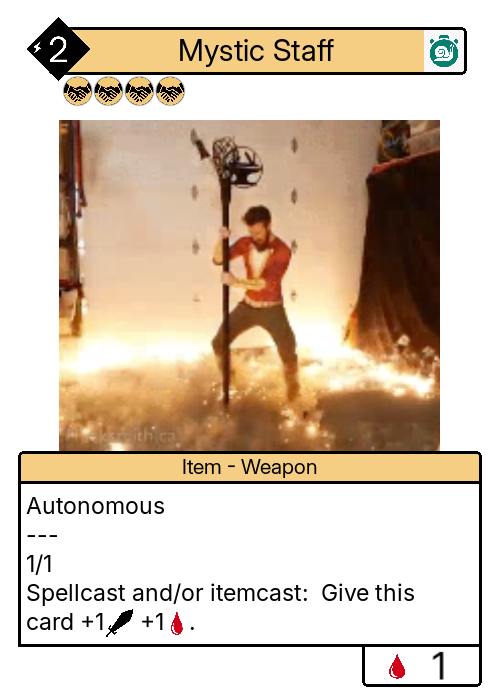 2
Mystic Staff
Item - Weapon
Autonomous
---
1/1
Spellcast and/or itemcast:  Give this
card +1 +1 .
1